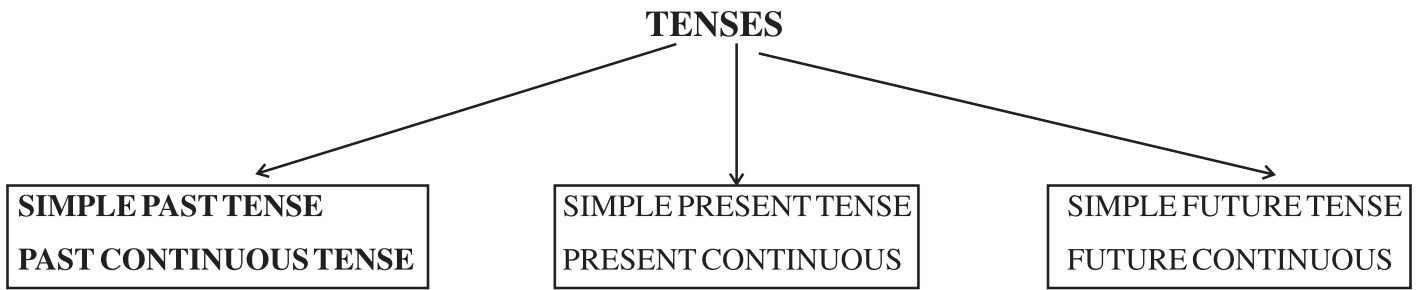 TENSES
SIMPLE PAST TENSE
PAST CONTINUOUS TENSE
SIMPLE PRESENT TENSE
PRESENT CONTINUOUS
SIMPLE FUTURE TENSE
FUTURE CONTINUOUS